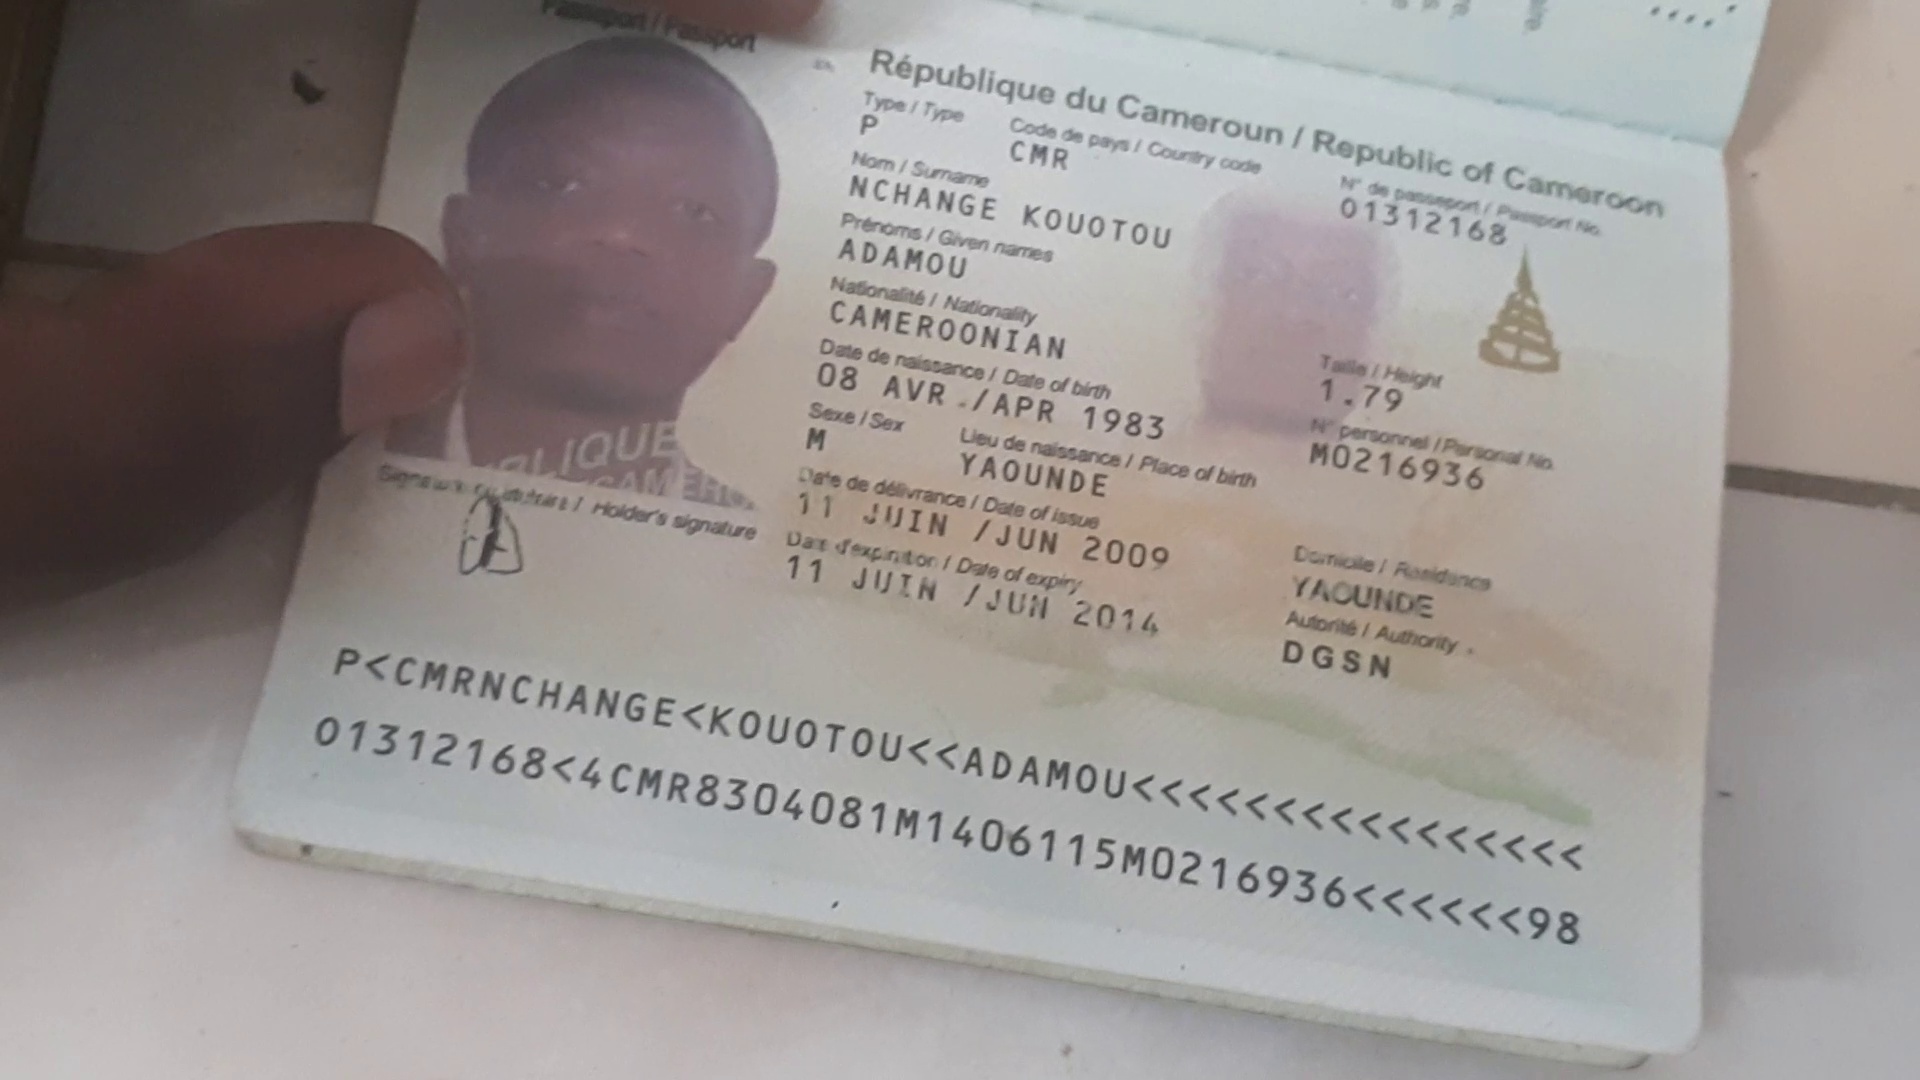 Passeport / Passport
République du Cameroun / Republic of Cameroon
Type / Type
P
Code de pays / Country code
CMR
N° de passeport / Passport No.
01312168
Nom / Surname
NCHANGE KOUOTOU
Prénoms / Given names
ADAMOU
Nationalité / Nationality
CAMEROONIAN
Date de naissance / Date of birth
08 AVR./APR 1983
Taille / Height
1.79
Sexe / Sex
M
Lieu de naissance / Place of birth
YAOUNDE
N° personnel / Personal No.
M0216936
Date de délivrance / Date of issue
11 JUIN /JUN 2009
Date d'expiration / Date of expiry
11 JUIN /JUN 2014
Domicile / Residence
YAOUNDE
Autorité / Authority
DGSN
/ Holder's signature
P<CMRNCHANGE<KOUOTOU<<ADAMOU<<<<<<<<<<<<<<<<
01312168<4CMR8304081M1406115M0216936<<<<<<98